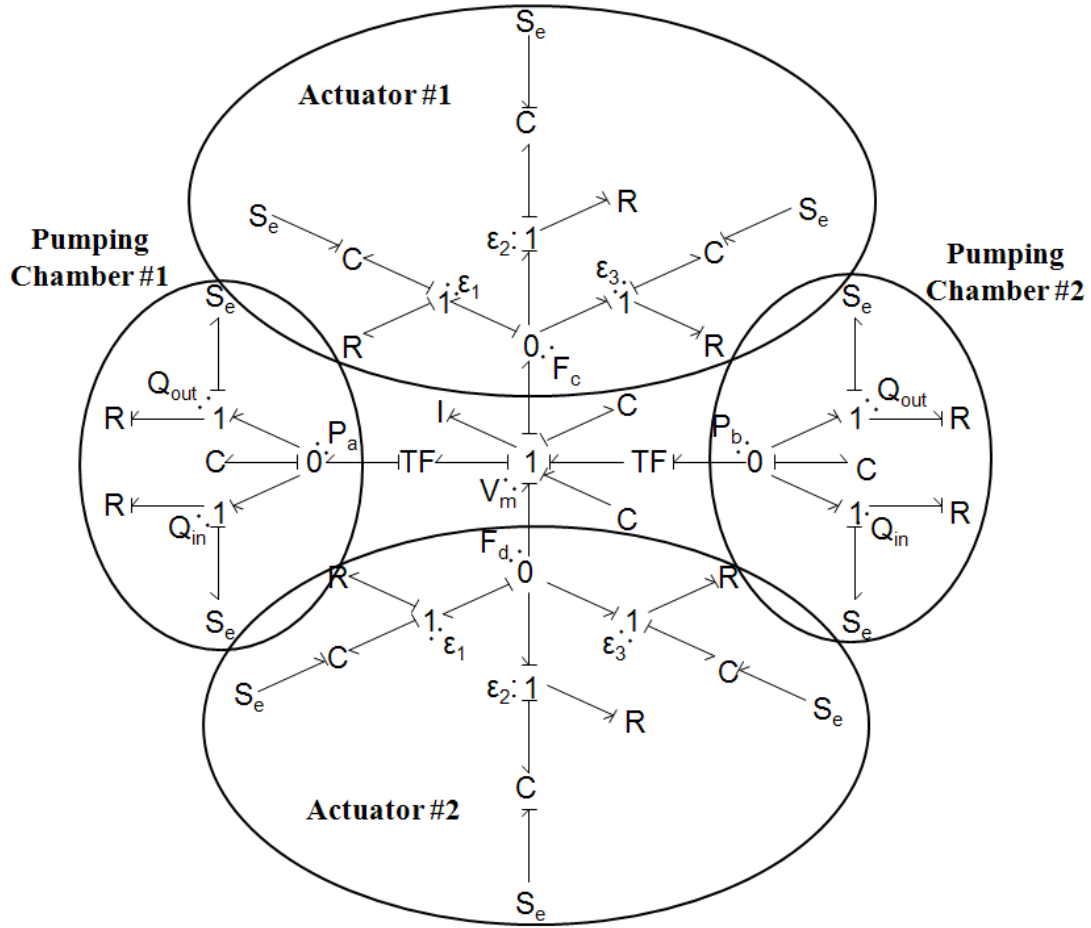 Se
Actuator #1
C
Se
R
Se
Pumping
Chamber #1
ε2: 1
C
ε3:
C
Pumping
Chamber #2
Se
1
ε1
1
Se
R
0
R
Fc
Qout
I
C
Qout
R
1
Pa
Pb
1
R
C
0
TF
1
TF
0
C
Vm
R
1
C
1
R
Qin
Fd
Qin
R
0
R
Se
1
1
Se
C
ε1
ε3:
C
Se
ε2: 1
Se
R
C
Actuator #2
Se